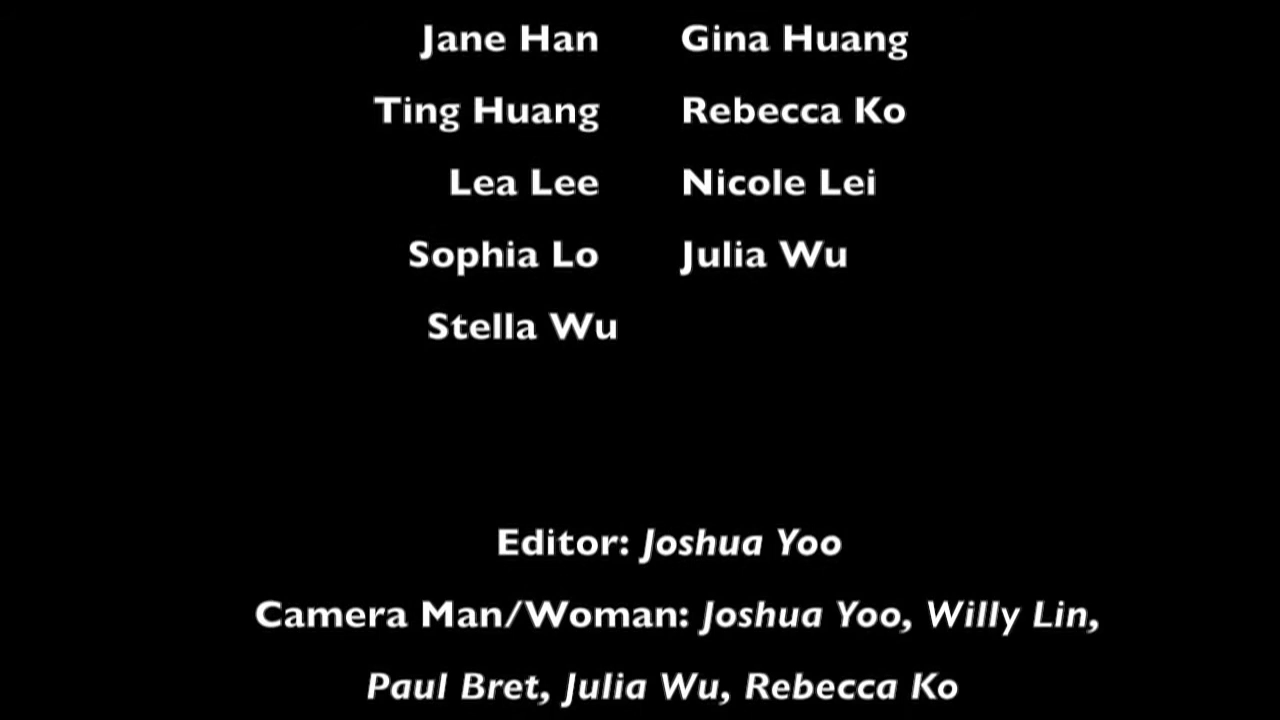 Jane Han Gina Huang
Ting Huang Rebecca Ko
Lea Lee Nicole Lei
Sophia Lo Julia Wu
Stella Wu
Editor: Joshua Yoo
Camera Man/Woman: Joshua Yoo, Willy Lin,
Paul Bret, Julia Wu, Rebecca Ko